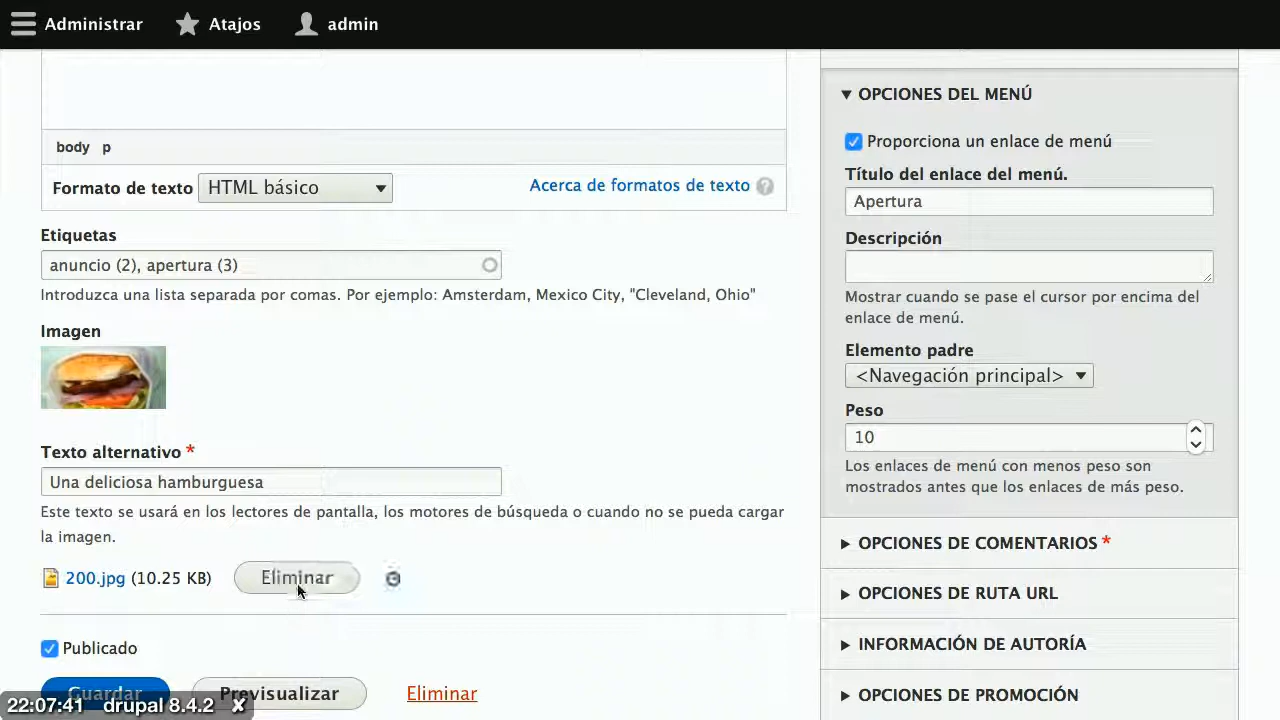 Administrar Atajos admin
body p
Formato de texto HTML básico Acerca de formatos de texto ?
Etiquetas
anuncio (2), apertura (3)
Introduzca una lista separada por comas. Por ejemplo: Amsterdam, Mexico City, "Cleveland, Ohio"
Imagen
Texto alternativo *
Una deliciosa hamburguesa
Este texto se usará en los lectores de pantalla, los motores de búsqueda o cuando no se pueda cargar
la imagen.
200.jpg (10.25 KB) Eliminar
Publicado
Guardar Previsualizar Eliminar
22:07:41 drupal 8.4.2 ✗
OPCIONES DEL MENÚ
Proporciona un enlace de menú
Título del enlace del menú.
Apertura
Descripción
Mostrar cuando se pase el cursor por encima del
enlace de menú.
Elemento padre
<Navegación principal>
Peso
10
Los enlaces de menú con menos peso son
mostrados antes que los enlaces de más peso.
OPCIONES DE COMENTARIOS *
OPCIONES DE RUTA URL
INFORMACIÓN DE AUTORÍA
OPCIONES DE PROMOCIÓN